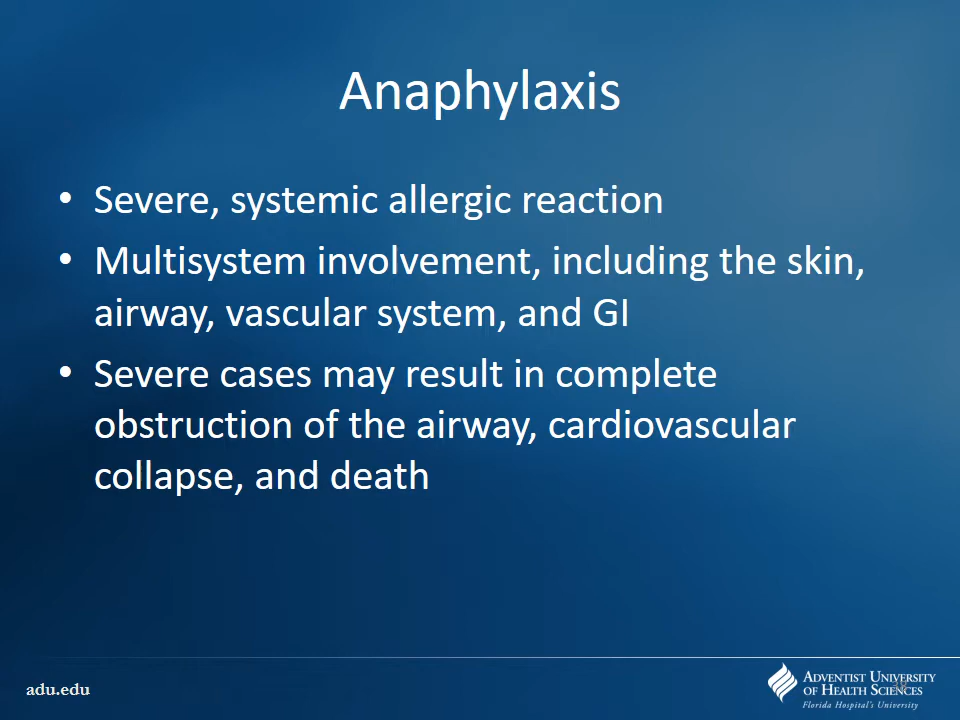 Anaphylaxis
• Severe, systemic allergic reaction
• Multisystem involvement, including the skin,
airway, vascular system, and GI
• Severe cases may result in complete
obstruction of the airway, cardiovascular
collapse, and death
adu.edu
ADVENTIST UNIVERSITY
OF HEALTH SCIENCES
Florida Hospital's University